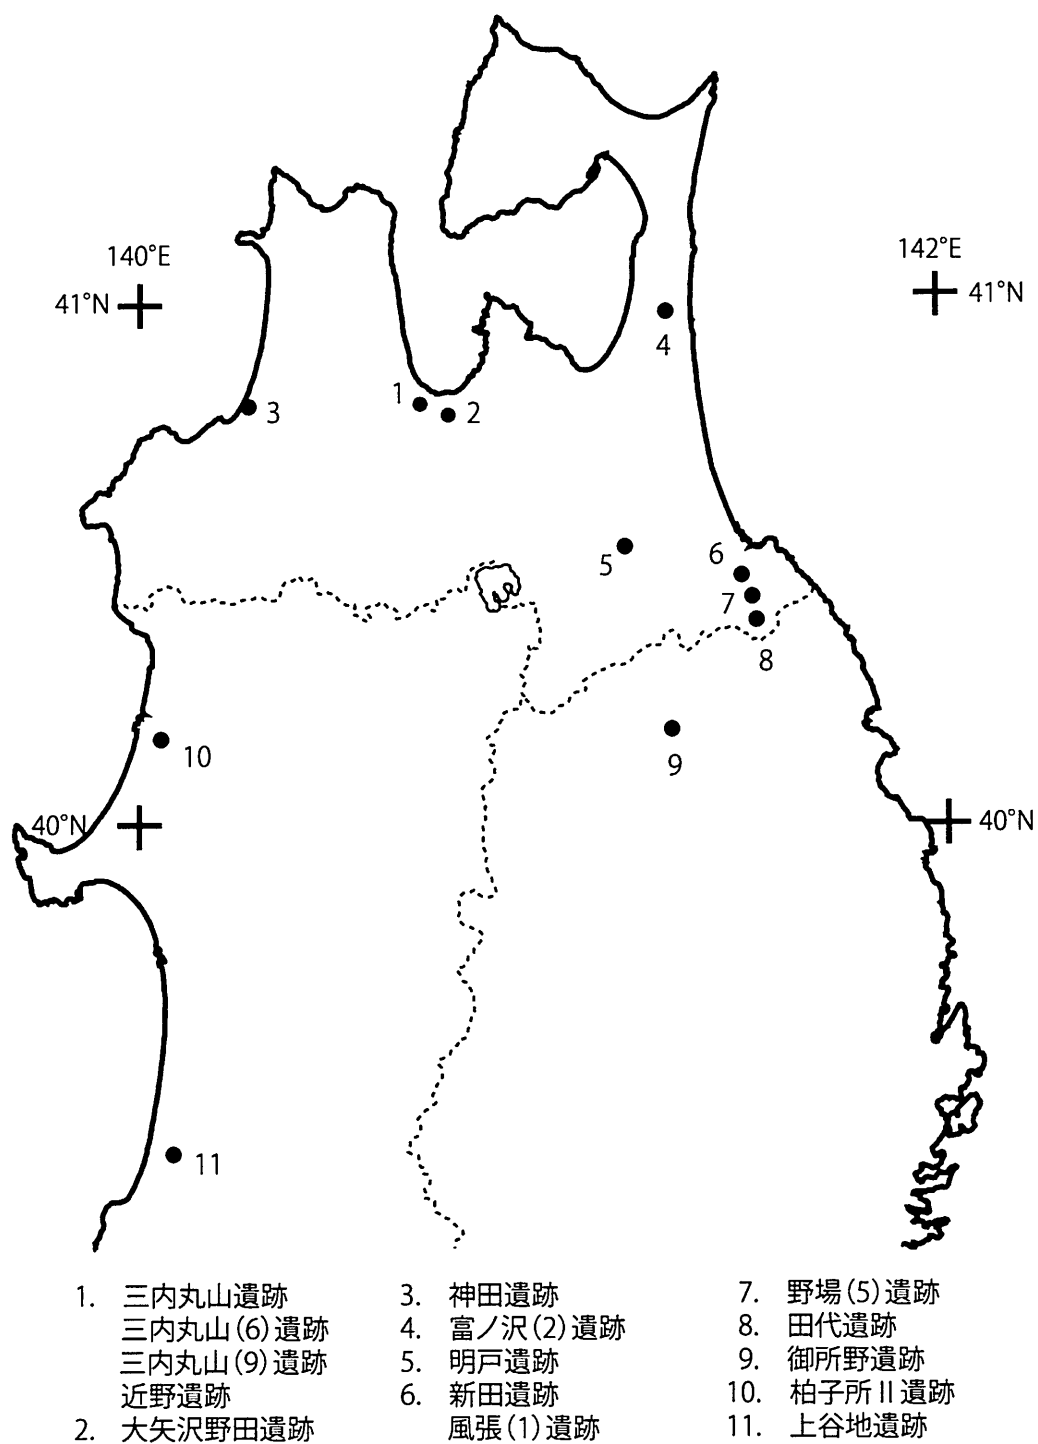 140°E
142°E
41°N
41°N
4
1
2
3
6
5
7
8
9
10
40°N
40°N
11
1. 三内丸山遺跡
三内丸山(6)遺跡
三内丸山(9)遺跡
近野遺跡
2. 大矢沢野田遺跡
3. 神田遺跡
4. 富ノ沢(2)遺跡
5. 明戸遺跡
6. 新田遺跡
風張(1)遺跡
7. 野場(5)遺跡
8. 田代遺跡
9. 御所野遺跡
10. 柏子所Ⅱ遺跡
11. 上谷地遺跡